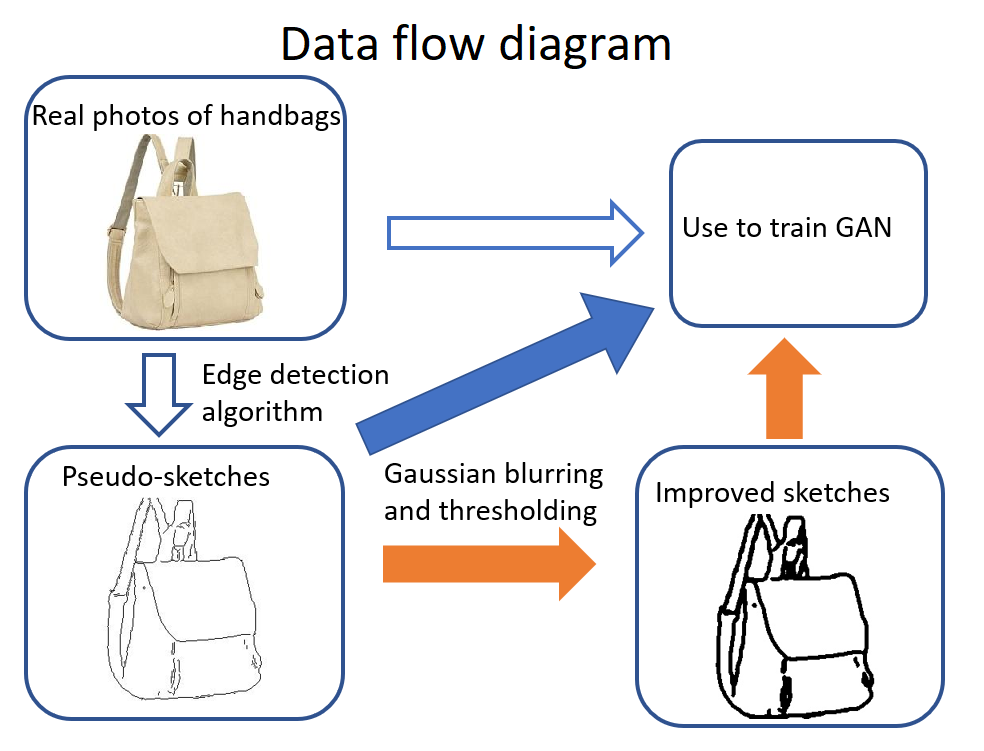 Data flow diagram
Real photos of handbags
Use to train GAN
Edge detection
algorithm
Pseudo-sketches
Gaussian blurring
and thresholding
Improved sketches